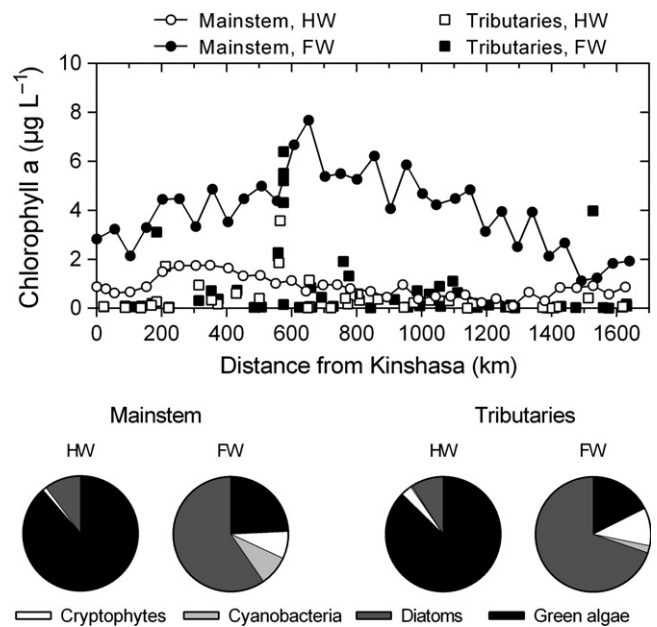 Mainstem, HW Tributaries, HW
Mainstem, FW Tributaries, FW
10
8
6
4
2
0
Chlorophyll a (µg L⁻¹)
0 200 400 600 800 1000 1200 1400 1600
Distance from Kinshasa (km)
Mainstem Tributaries
HW FW HW FW
Cryptophytes Cyanobacteria Diatoms Green algae